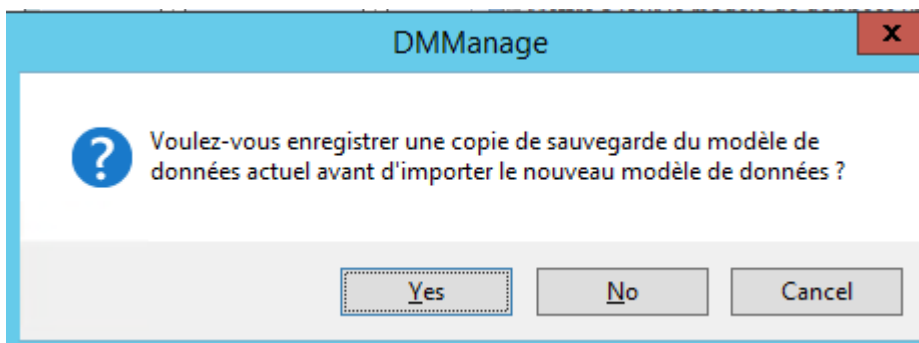 DMManage
x
Voulez-vous enregistrer une copie de sauvegarde du modèle de
données actuel avant d'importer le nouveau modèle de données ?
Yes
No
Cancel